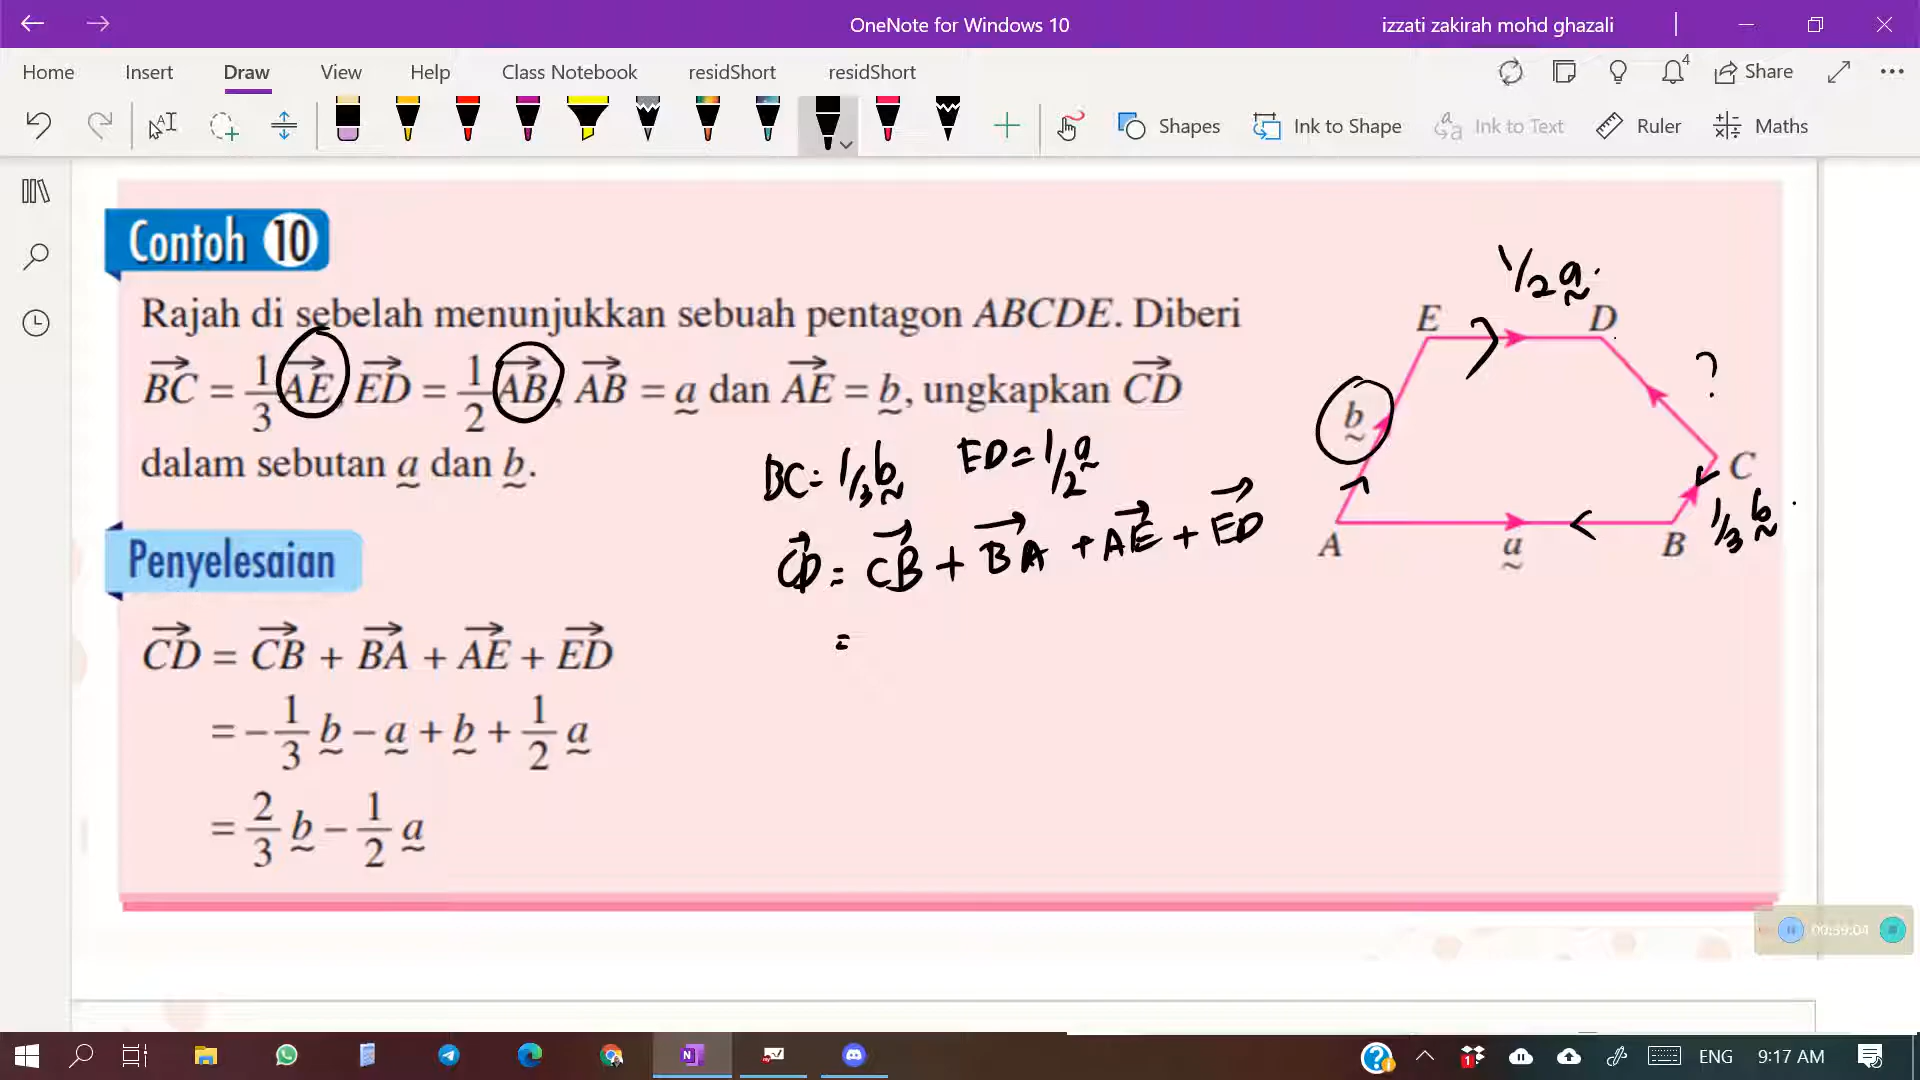 OneNote for Windows 10
izzati zakirah mohd ghazali
Home Insert Draw View Help Class Notebook residShort residShort
4
Share
Shapes Ink to Shape Ink to Text Ruler Maths
Contoh 10
Rajah di sebelah menunjukkan sebuah pentagon ABCDE. Diberi
BC = 1/3 AE, ED = 1/2 AB, AB = a dan AE = b, ungkapkan CD
dalam sebutan a dan b.
BC = 1/3 b ED = 1/2 a
CD = CB + BA + AE + ED
=
1/2 a
E D
?
b
C
1/3 b
A a B
Penyelesaian
CD = CB + BA + AE + ED
= -1/3 b - a + b + 1/2 a
= 2/3 b - 1/2 a
00:39:04
ENG 9:17 AM